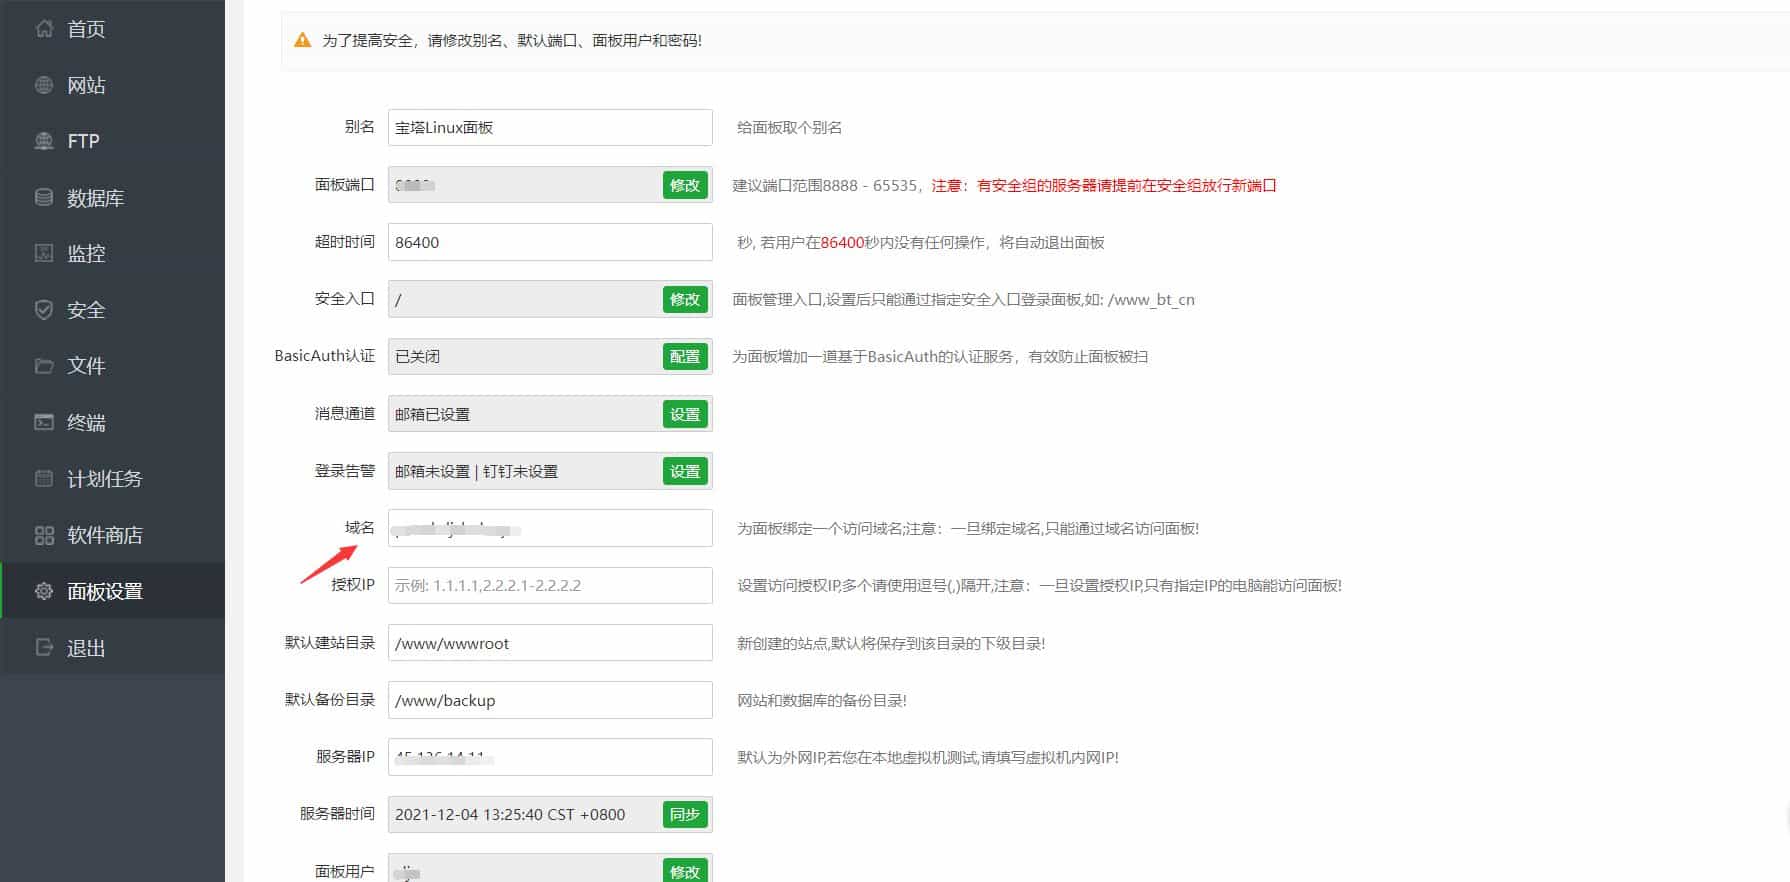 首页
网站
FTP
数据库
监控
安全
文件
终端
计划任务
软件商店
面板设置
退出
为了提高安全，请修改别名、默认端口、面板用户和密码!
别名 宝塔Linux面板 给面板取个别名
面板端口 修改 建议端口范围8888 - 65535，注意：有安全组的服务器请提前在安全组放行新端口
超时时间 86400 秒, 若用户在86400秒内没有任何操作，将自动退出面板
安全入口 / 修改 面板管理入口,设置后只能通过指定安全入口登录面板,如: /www_bt_cn
BasicAuth认证 已关闭 配置 为面板增加一道基于BasicAuth的认证服务，有效防止面板被扫
消息通道 邮箱已设置 设置
登录告警 邮箱未设置 | 钉钉未设置 设置
域名 为面板绑定一个访问域名;注意：一旦绑定域名,只能通过域名访问面板!
授权IP 示例: 1.1.1.1,2.2.2.1-2.2.2.2 设置访问授权IP,多个请使用逗号(,)隔开,注意：一旦设置授权IP,只有指定IP的电脑能访问面板!
默认建站目录 /www/wwwroot 新创建的站点,默认将保存到该目录的下级目录!
默认备份目录 /www/backup 网站和数据库的备份目录!
服务器IP 默认为外网IP,若您在本地虚拟机测试,请填写虚拟机内网IP!
服务器时间 2021-12-04 13:25:40 CST +0800 同步
面板用户 修改